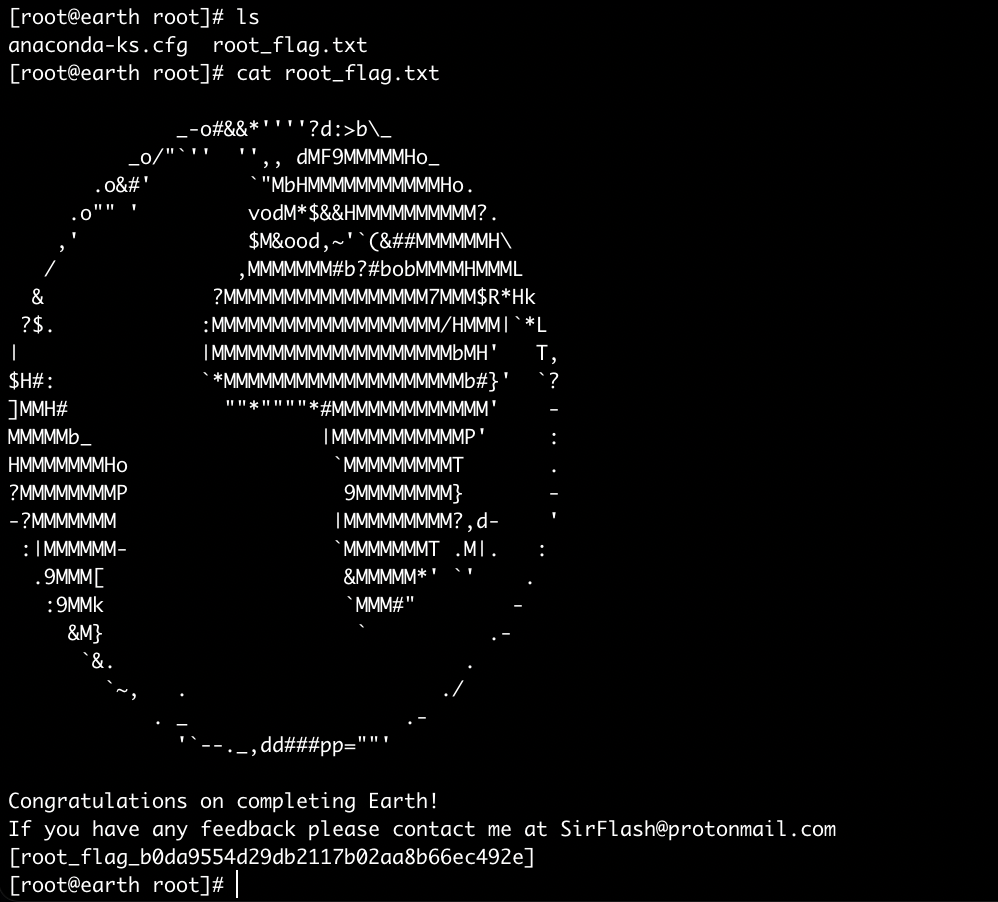 [root@earth root]# ls
anaconda-ks.cfg  root_flag.txt
[root@earth root]# cat root_flag.txt

              _-o#&&*''''?d:>b\_
          _o/"`''  '',, dMF9MMMMMHo_
       .o&#'        `"MbHMMMMMMMMMMMHo.
     .o"" '         vodM*$&&HMMMMMMMMMM?.
    ,'              $M&ood,~'`(&##MMMMMMH\
   /               ,MMMMMMM#b?#bobMMMMHMMML
  &              ?MMMMMMMMMMMMMMMMM7MMM$R*Hk
 ?$.            :MMMMMMMMMMMMMMMMMMM/HMMM|`*L
|               |MMMMMMMMMMMMMMMMMMMMbMH'   T,
$H#:            `*MMMMMMMMMMMMMMMMMMMMb#}'  `?
]MMH#             ""*""""*#MMMMMMMMMMMMM'    -
MMMMMb_                   |MMMMMMMMMMMP'     :
HMMMMMMMHo                 `MMMMMMMMMT       .
?MMMMMMMMP                  9MMMMMMMM}       -
-?MMMMMMM                  |MMMMMMMMM?,d-    '
 :|MMMMMM-                 `MMMMMMMT .M|.   :
  .9MMM[                    &MMMMM*' `'    .
   :9MMk                    `MMM#"        -
     &M}                     `          .-
      `&.                             .
        `~,   .                     ./
            . _                  .-
              '`--._,dd###pp=""'

Congratulations on completing Earth!
If you have any feedback please contact me at SirFlash@protonmail.com
[root_flag_b0da9554d29db2117b02aa8b66ec492e]
[root@earth root]#